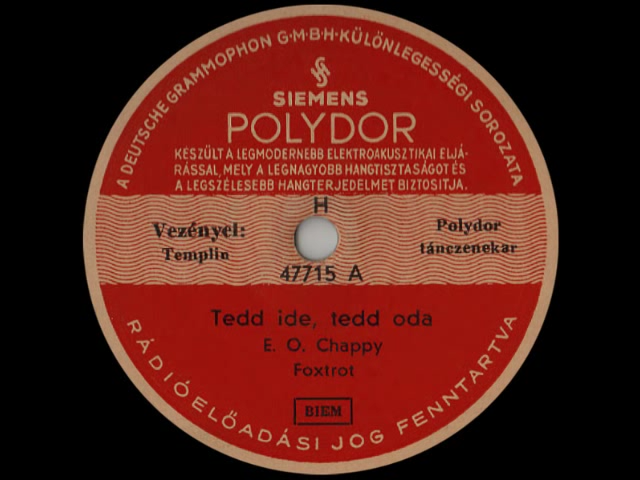 A DEUTSCHE GRAMMOPHON G·M·B·H·KÜLÖNLEGESSÉGI SOROZATA
SIEMENS
POLYDOR
KÉSZÜLT A LEGMODERNEBB ELEKTROAKUSZTIKAI ELJÁ-
RÁSSAL, MELY A LEGNAGYOBB HANGTISZTASÁGOT ÉS
A LEGSZÉLESEBB HANGTERJEDELMET BIZTOSITJA.
H
Vezényel:
Templin
Polydor
tánczenekar
47715 A
Tedd ide, tedd oda
E. O. Chappy
Foxtrot
BIEM
RÁDIÓELŐADÁSI JOG FENNTARTVA